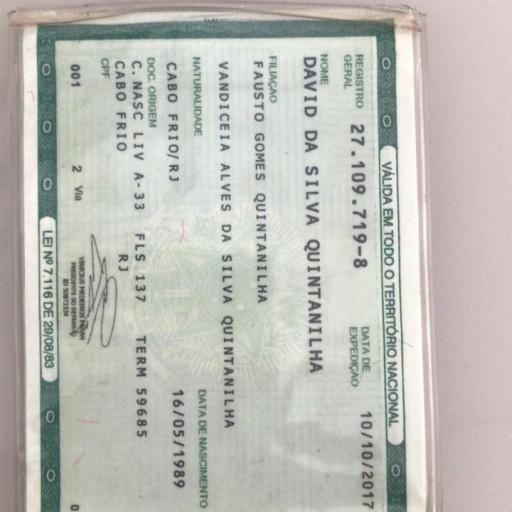 VÁLIDA EM TODO O TERRITÓRIO NACIONAL
REGISTRO GERAL 27.109.719-8 DATA DE EXPEDIÇÃO 10/10/2017
NOME
DAVID DA SILVA QUINTANILHA
FILIAÇÃO
FAUSTO GOMES QUINTANILHA
VANDICEIA ALVES DA SILVA QUINTANILHA
NATURALIDADE DATA DE NASCIMENTO
CABO FRIO/RJ 16/05/1989
DOC. ORIGEM
C.NASC LIV A-33 FLS 137 TERM 59685
CABO FRIO RJ
CPF
001 2 Via
LEI Nº 7.116 DE 29/08/83